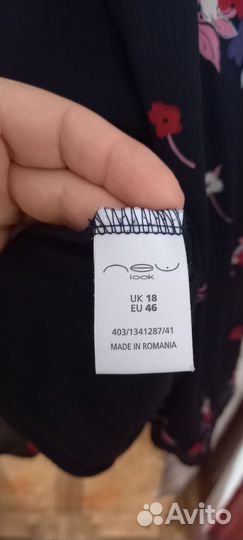 new
look
UK 18
EU 46
403/1341287/41
MADE IN ROMANIA
Avito